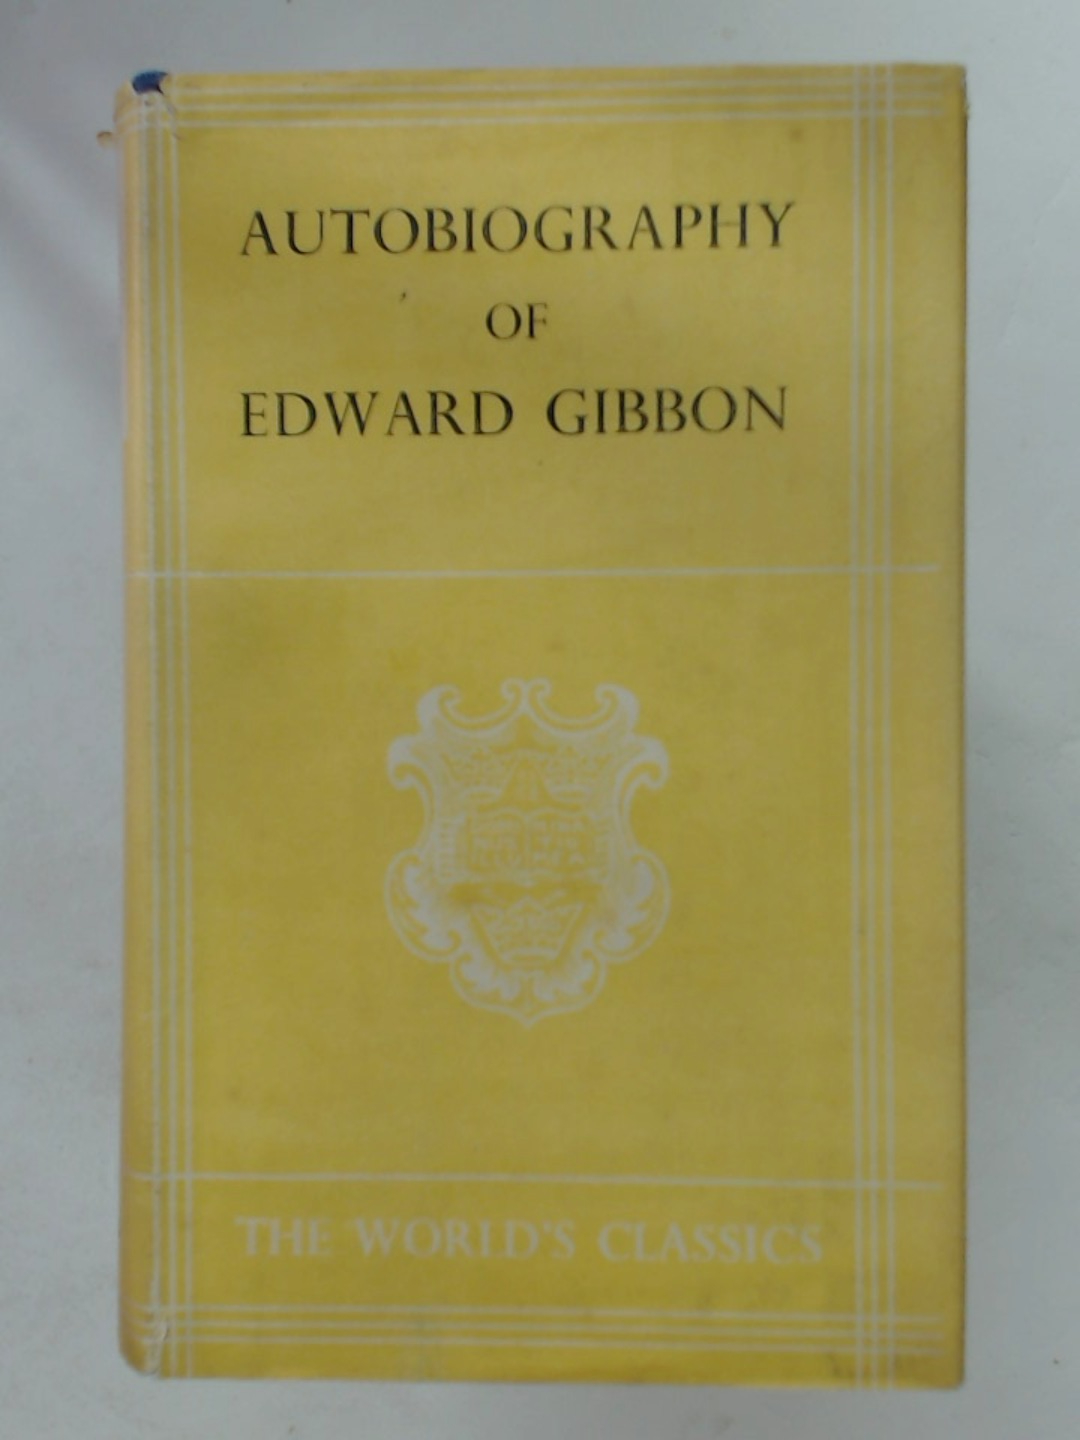 AUTOBIOGRAPHY
OF
EDWARD GIBBON
THE WORLD'S CLASSICS